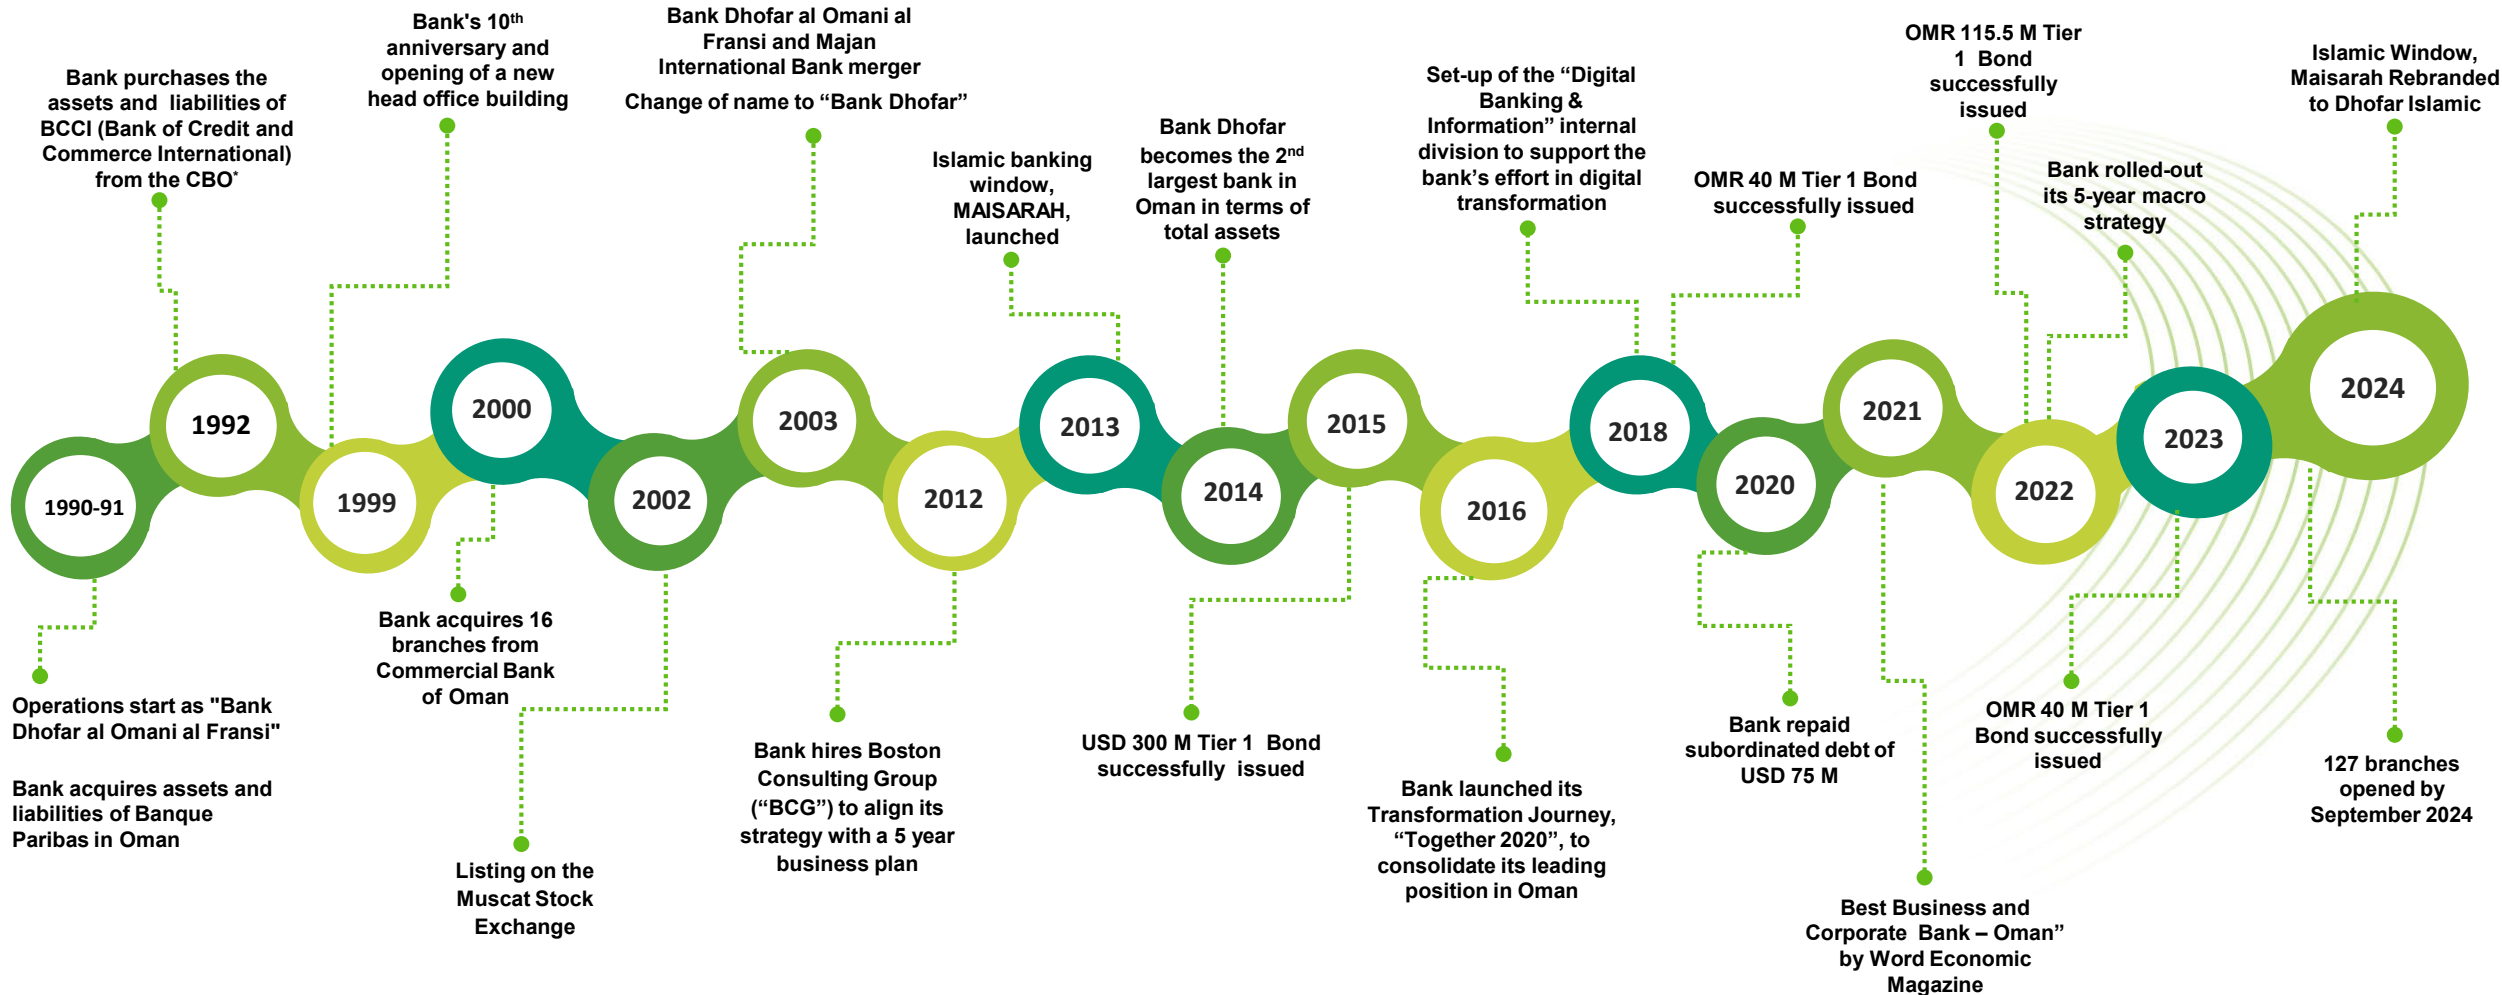 Bank purchases the
assets and liabilities of
BCCI (Bank of Credit and
Commerce International)
from the CBO*
Bank's 10th
anniversary and
opening of a new
head office building
Bank Dhofar al Omani al
Fransi and Majan
International Bank merger
Change of name to “Bank Dhofar”
Islamic banking
window,
MAISARAH,
launched
Bank Dhofar
becomes the 2nd
largest bank in
Oman in terms of
total assets
Set-up of the “Digital
Banking &
Information” internal
division to support the
bank’s effort in digital
transformation
OMR 40 M Tier 1 Bond
successfully issued
OMR 115.5 M Tier
1 Bond
successfully
issued
Bank rolled-out
its 5-year macro
strategy
Islamic Window,
Maisarah Rebranded
to Dhofar Islamic
1990-91
1992
1999
2000
2002
2003
2012
2013
2014
2015
2016
2018
2020
2021
2022
2023
2024
Operations start as "Bank
Dhofar al Omani al Fransi"
Bank acquires assets and
liabilities of Banque
Paribas in Oman
Bank acquires 16
branches from
Commercial Bank
of Oman
Listing on the
Muscat Stock
Exchange
Bank hires Boston
Consulting Group
(“BCG”) to align its
strategy with a 5 year
business plan
USD 300 M Tier 1 Bond
successfully issued
Bank launched its
Transformation Journey,
“Together 2020”, to
consolidate its leading
position in Oman
Bank repaid
subordinated debt of
USD 75 M
Best Business and
Corporate Bank – Oman”
by Word Economic
Magazine
OMR 40 M Tier 1
Bond successfully
issued
127 branches
opened by
September 2024